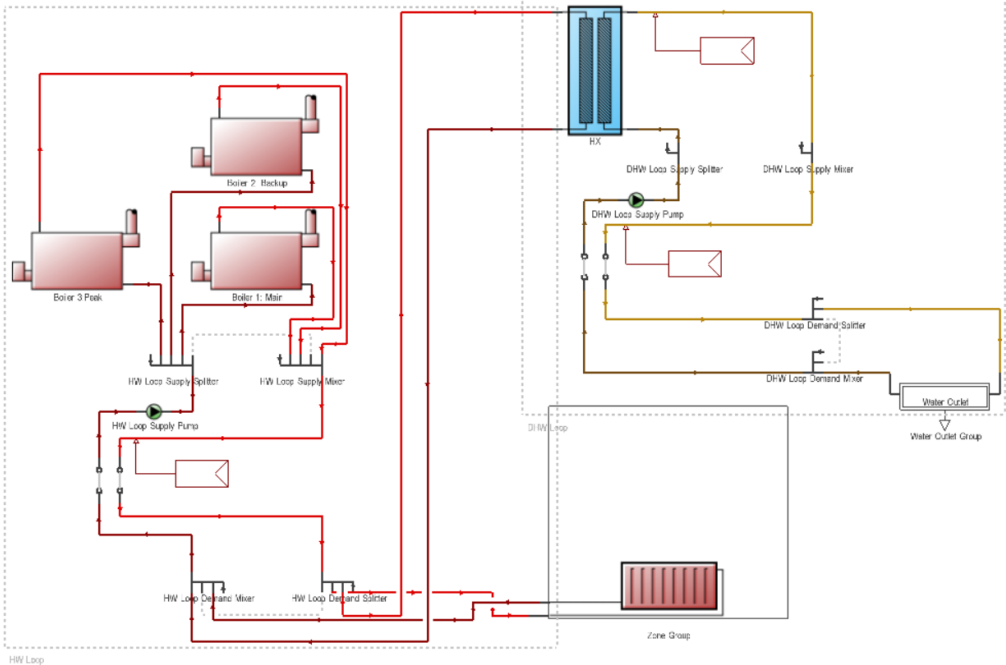 HX
DHW Loop Supply Splitter
DHW Loop Supply Mixer
Boiler 2: Backup
DHW Loop Supply Pump
Boiler 3 Peak
Boiler 1: Main
DHW Loop Demand Splitter
HW Loop Supply Splitter
HW Loop Supply Mixer
DHW Loop Demand Mixer
Water Outlet
HW Loop Supply Pump
DHW Loop
Water Outlet Group
HW Loop Demand Mixer
HW Loop Demand Splitter
Zone Group
HW Loop